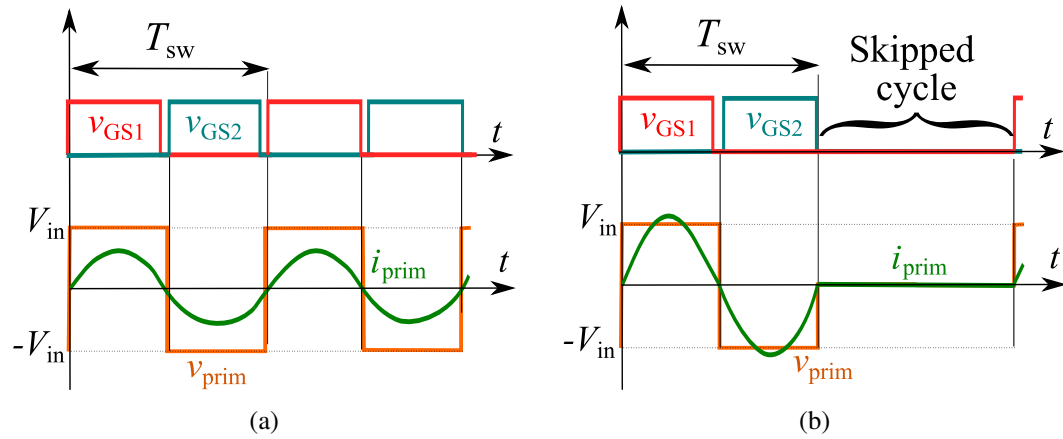 T_sw
v_GS1
v_GS2
t
V_in
i_prim
t
-V_in
v_prim
(a)
T_sw
Skipped
cycle
v_GS1
v_GS2
t
V_in
i_prim
t
-V_in
v_prim
(b)